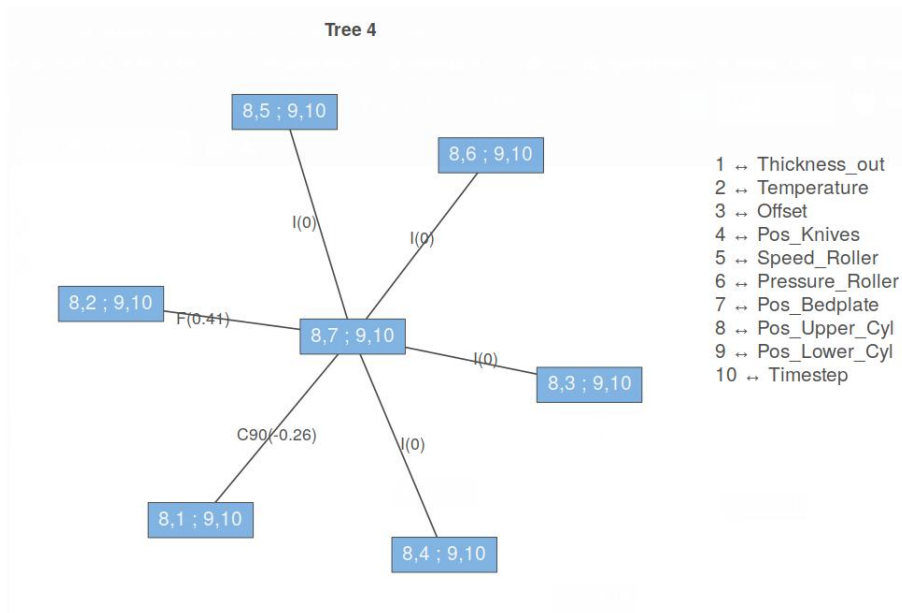 Tree 4
8,5 ; 9,10
8,6 ; 9,10
I(0)
I(0)
8,2 ; 9,10
F(0.41)
8,7 ; 9,10
I(0)
8,3 ; 9,10
C90(-0.26)
I(0)
8,1 ; 9,10
8,4 ; 9,10
1 ↔ Thickness_out
2 ↔ Temperature
3 ↔ Offset
4 ↔ Pos_Knives
5 ↔ Speed_Roller
6 ↔ Pressure_Roller
7 ↔ Pos_Bedplate
8 ↔ Pos_Upper_Cyl
9 ↔ Pos_Lower_Cyl
10 ↔ Timestep